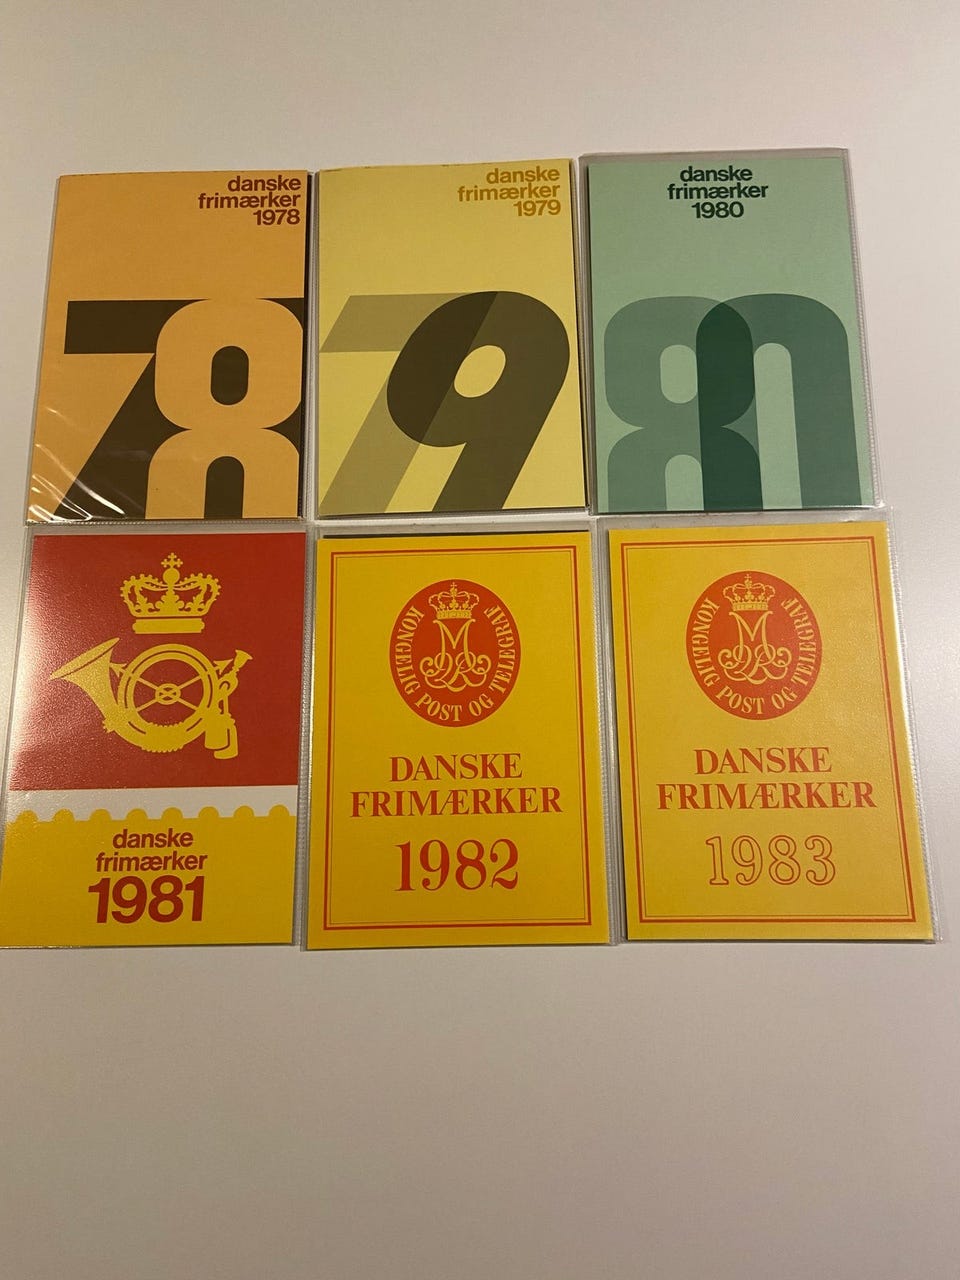 danske
frimærker
1978
78
danske
frimærker
1979
79
danske
frimærker
1980
80
danske
frimærker
1981
KONGELIG POST OG TELEGRAF
DANSKE
FRIMÆRKER
1982
KONGELIG POST OG TELEGRAF
DANSKE
FRIMÆRKER
1983